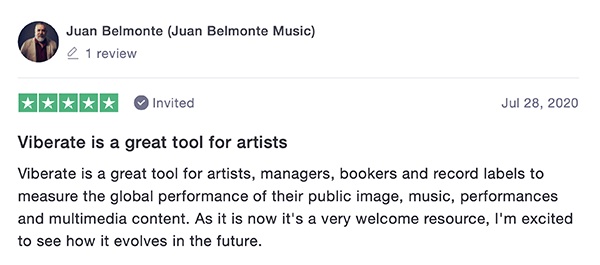 Juan Belmonte (Juan Belmonte Music)
1 review
Invited
Jul 28, 2020
Viberate is a great tool for artists
Viberate is a great tool for artists, managers, bookers and record labels to
measure the global performance of their public image, music, performances
and multimedia content. As it is now it's a very welcome resource, I'm excited
to see how it evolves in the future.